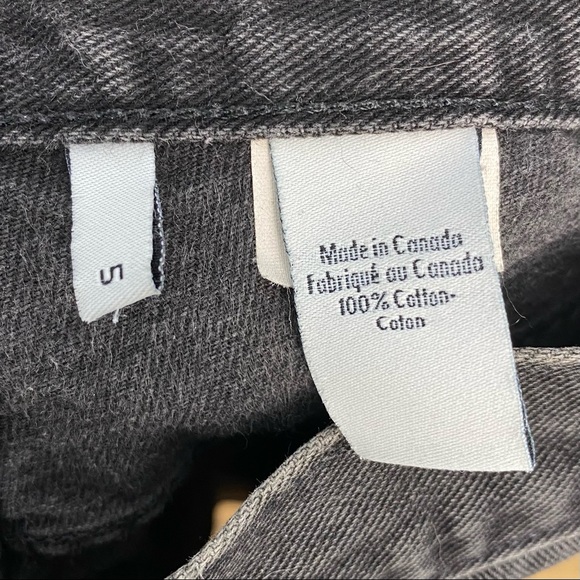 5
Made in Canada
Fabriqué au Canada
100% Cotton-
Coton